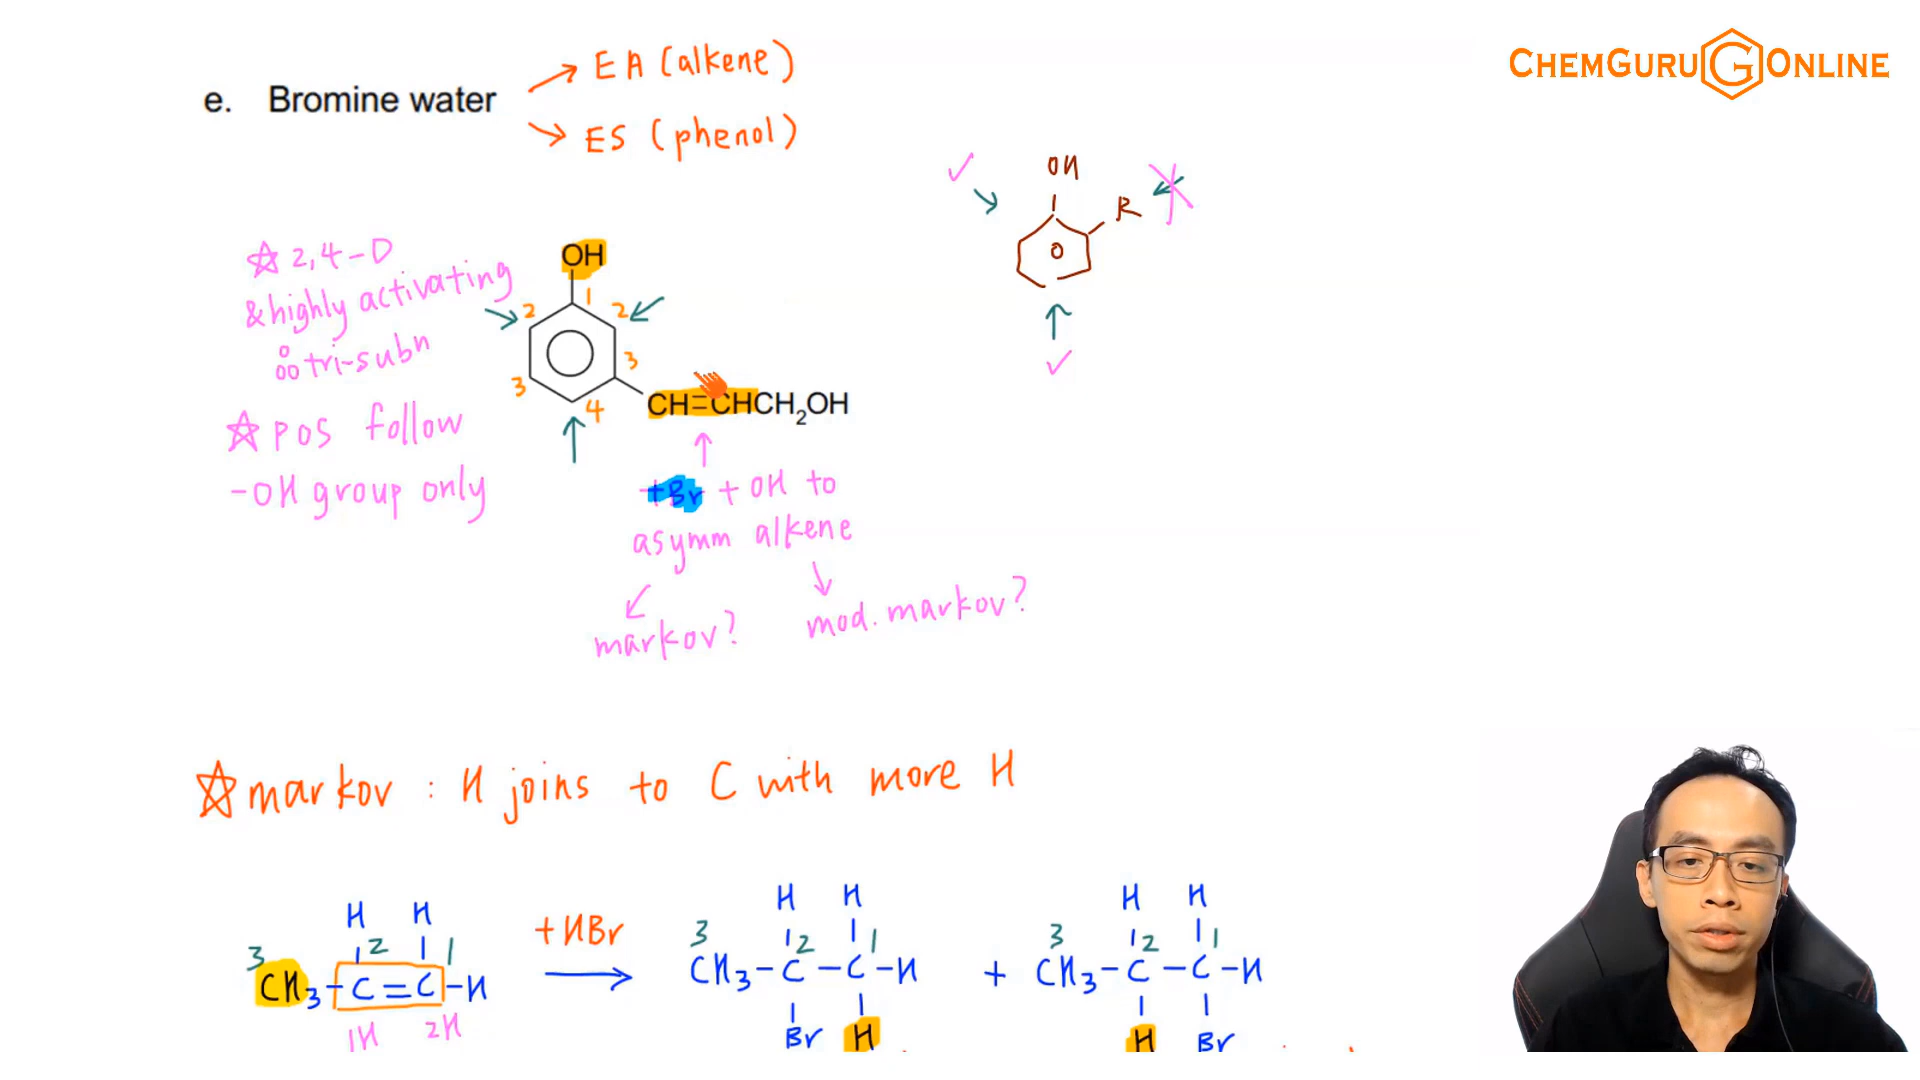 CHEMGURU G ONLINE
e. Bromine water
EA (alkene)
ES (phenol)
OH
R
☆ 2,4-D
& highly activating
∴ tri-subn
☆ pos follow
-OH group only
OH
1
2
2
3
3
4
CH=CHCH₂OH
+Br + OH to
asymm alkene
markov?
mod. markov?
☆ markov : H joins to C with more H
H H
3 2 1
CH₃-C=C-H
1H 2H
+HBr
H H
3 2 1
CH₃-C-C-H
Br H
+
H H
3 2 1
CH₃-C-C-H
H Br